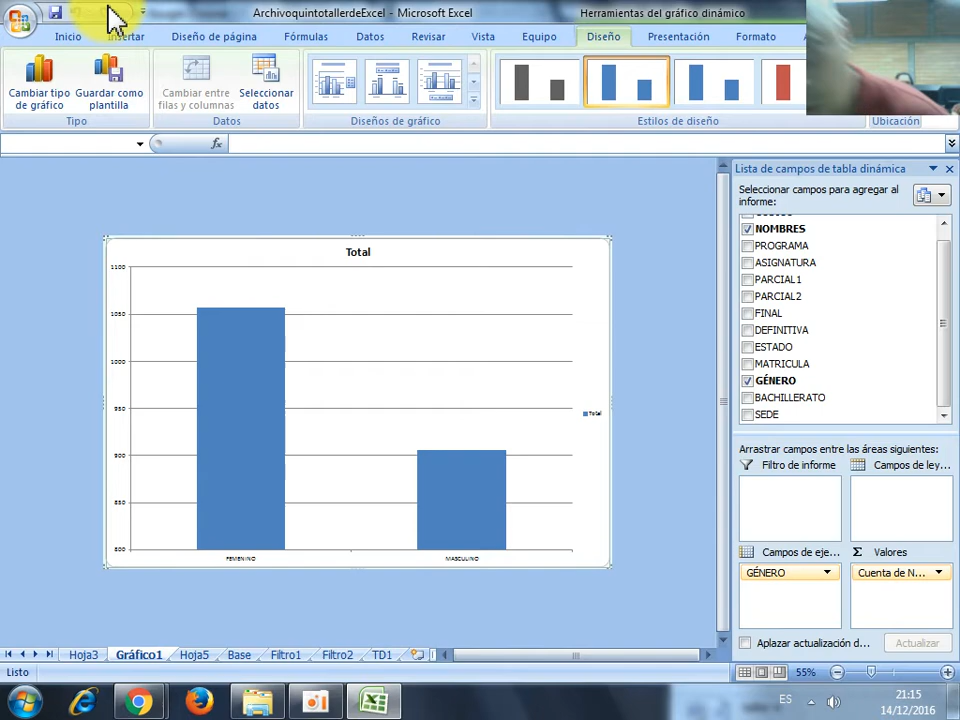 ArchivoquintotallerdeExcel - Microsoft Excel
Herramientas del gráfico dinámico
Inicio
Insertar
Diseño de página
Fórmulas
Datos
Revisar
Vista
Equipo
Diseño
Presentación
Formato
Cambiar tipo de gráfico
Guardar como plantilla
Cambiar entre filas y columnas
Seleccionar datos
Tipo
Datos
Diseños de gráfico
Estilos de diseño
Ubicación
fx
Lista de campos de tabla dinámica
Seleccionar campos para agregar al
informe:
NOMBRES
PROGRAMA
ASIGNATURA
PARCIAL1
PARCIAL2
FINAL
DEFINITIVA
ESTADO
MATRICULA
GÉNERO
BACHILLERATO
SEDE
Arrastrar campos entre las áreas siguientes:
Filtro de informe
Campos de ley...
Campos de eje...
Σ Valores
GÉNERO
Cuenta de N...
Aplazar actualización d...
Actualizar
Total
1100
1050
1000
950
900
850
800
FEMENINO
MASCULINO
Total
Hoja3
Gráfico1
Hoja5
Base
Filtro1
Filtro2
TD1
Listo
55%
ES
21:15
14/12/2016